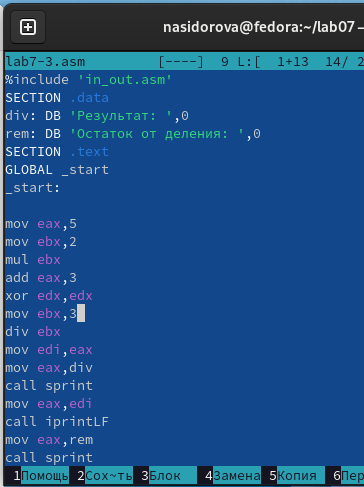 nasidorova@fedora:~/lab07 –
lab7-3.asm [----] 9 L:[ 1+13 14/ 2
%include 'in_out.asm'
SECTION .data
div: DB 'Результат: ',0
rem: DB 'Остаток от деления: ',0
SECTION .text
GLOBAL _start
_start:
mov eax,5
mov ebx,2
mul ebx
add eax,3
xor edx,edx
mov ebx,3
div ebx
mov edi,eax
mov eax,div
call sprint
mov eax,edi
call iprintLF
mov eax,rem
call sprint
1Помощь 2Сох~ть 3Блок 4Замена 5Копия 6Пер